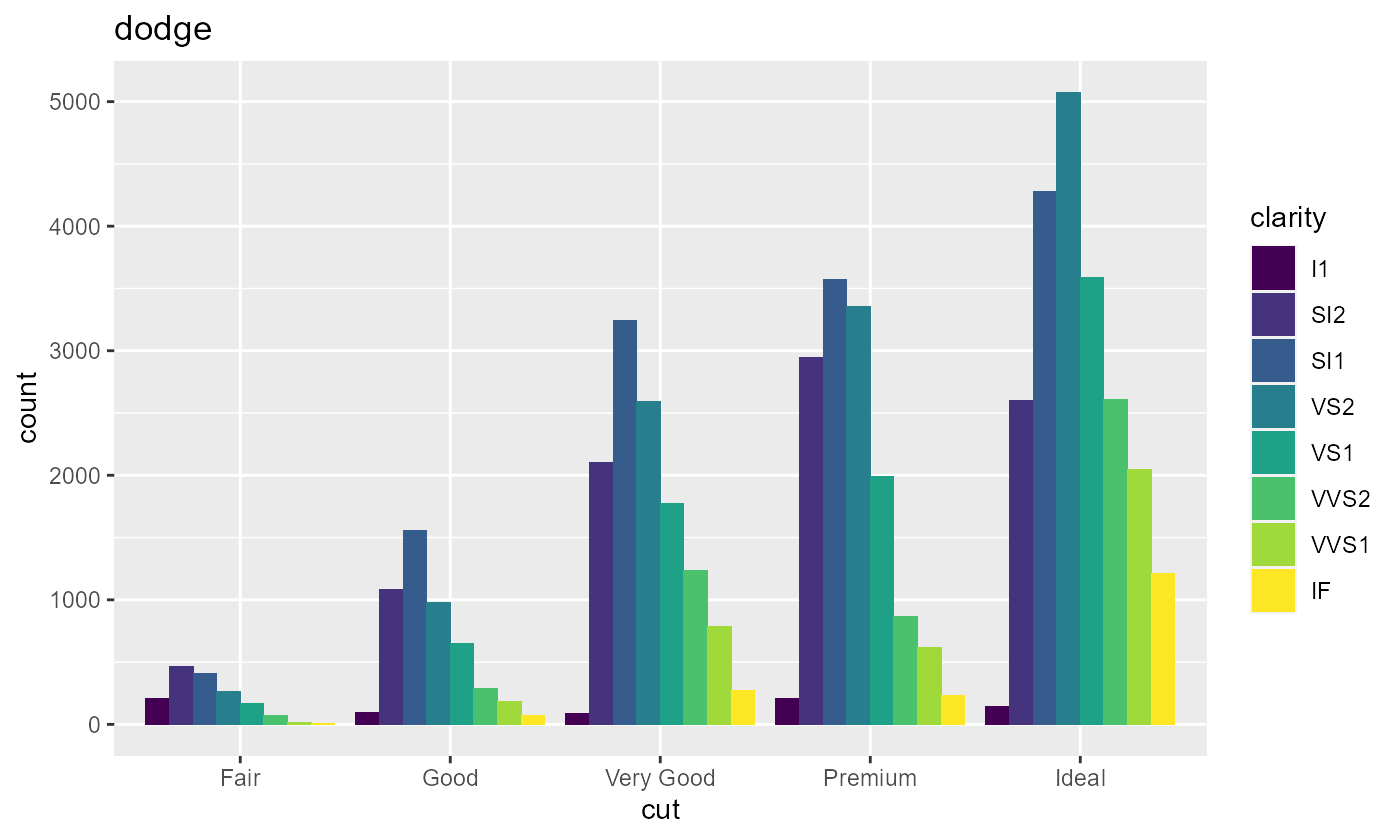 dodge
count
5000
4000
3000
2000
1000
0
Fair Good Very Good Premium Ideal
cut
clarity
I1
SI2
SI1
VS2
VS1
VVS2
VVS1
IF